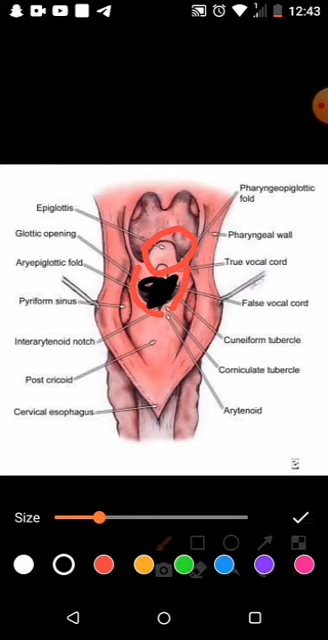 12:43
Pharyngeopiglottic
fold
Epiglottis
Glottic opening
Pharyngeal wall
Aryepiglottic fold
True vocal cord
Pyriform sinus
False vocal cord
Interarytenoid notch
Cuneiform tubercle
Corniculate tubercle
Post cricoid
Cervical esophagus
Arytenoid
Size